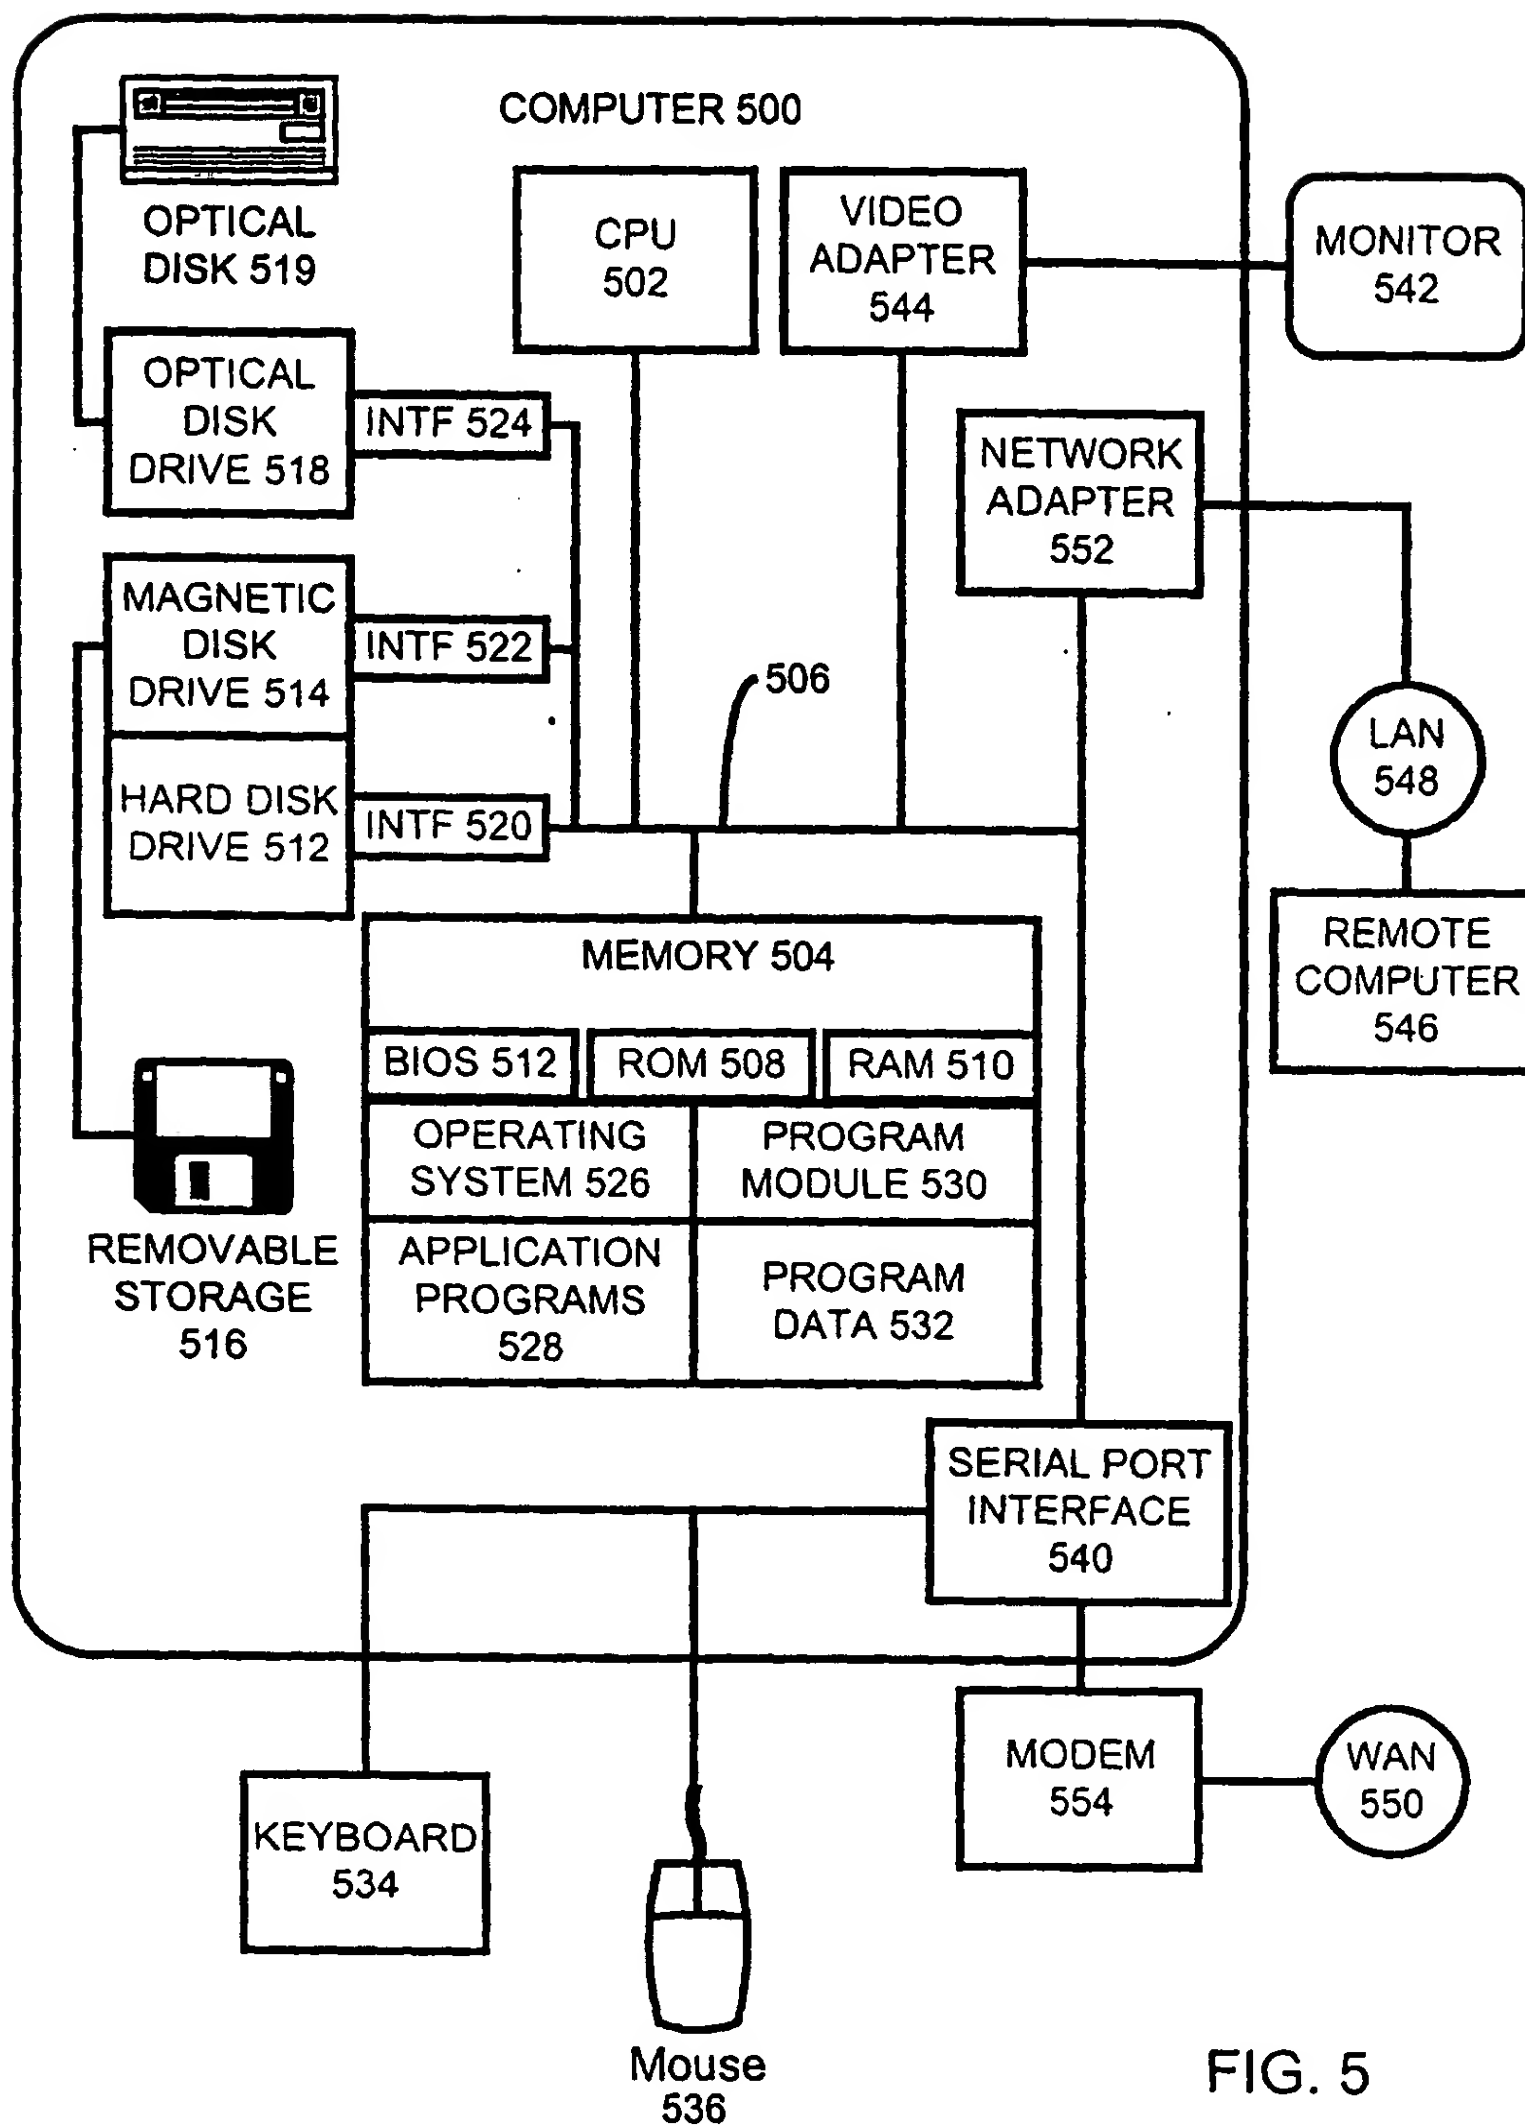 COMPUTER 500
OPTICAL
DISK 519
CPU
502
VIDEO
ADAPTER
544
MONITOR
542
OPTICAL
DISK
DRIVE 518
INTF 524
NETWORK
ADAPTER
552
MAGNETIC
DISK
DRIVE 514
INTF 522
506
LAN
548
HARD DISK
DRIVE 512
INTF 520
REMOTE
COMPUTER
546
MEMORY 504
BIOS 512
ROM 508
RAM 510
OPERATING
SYSTEM 526
PROGRAM
MODULE 530
REMOVABLE
STORAGE
516
APPLICATION
PROGRAMS
528
PROGRAM
DATA 532
SERIAL PORT
INTERFACE
540
MODEM
554
WAN
550
KEYBOARD
534
Mouse
536
FIG. 5